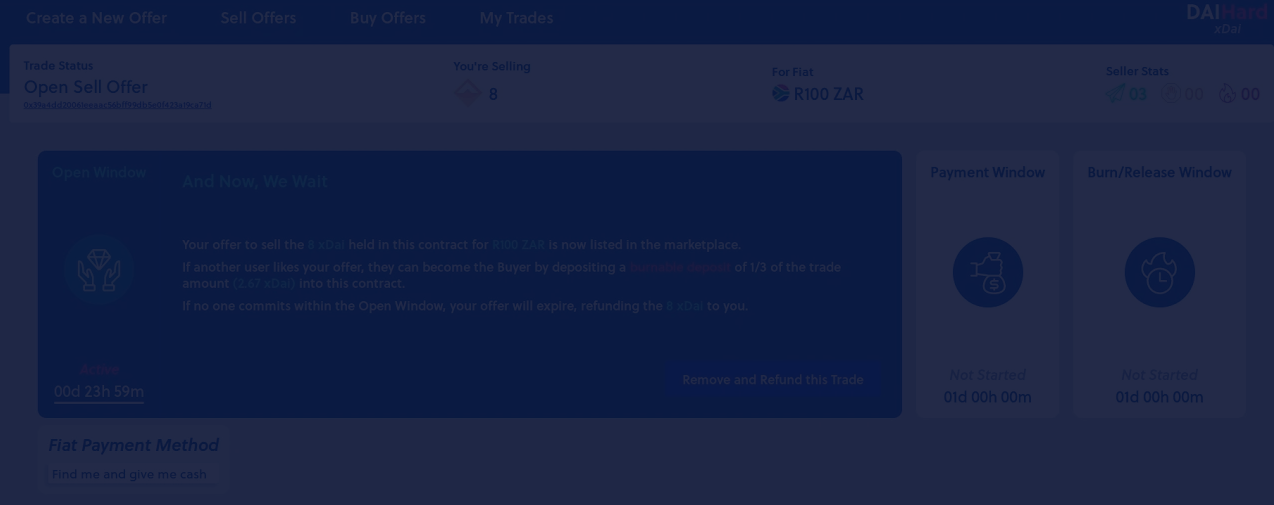 Create a New Offer Sell Offers Buy Offers My Trades
DAIHard
xDai
Trade Status
Open Sell Offer
You're Selling
8
For Fiat
R100 ZAR
Seller Stats
03 00 00
Open Window
And Now, We Wait
Your offer to sell the 8 xDai held in this contract for R100 ZAR is now listed in the marketplace.
If another user likes your offer, they can become the Buyer by depositing a burnable deposit of 1/3 of the trade
amount (2.67 xDai) into this contract.
If no one commits within the Open Window, your offer will expire, refunding the 8 xDai to you.
Active
00d 23h 59m
Remove and Refund this Trade
Payment Window
Not Started
01d 00h 00m
Burn/Release Window
Not Started
01d 00h 00m
Fiat Payment Method
Find me and give me cash